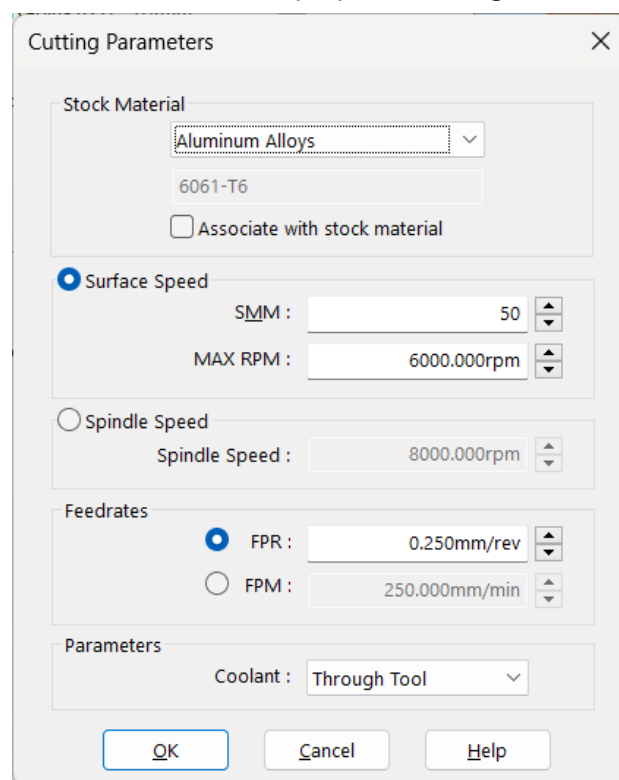 Cutting Parameters
Stock Material
Aluminum Alloys
6061-T6
Associate with stock material
Surface Speed
SMM : 50
MAX RPM : 6000.000rpm
Spindle Speed
Spindle Speed : 8000.000rpm
Feedrates
FPR : 0.250mm/rev
FPM : 250.000mm/min
Parameters
Coolant : Through Tool
OK Cancel Help